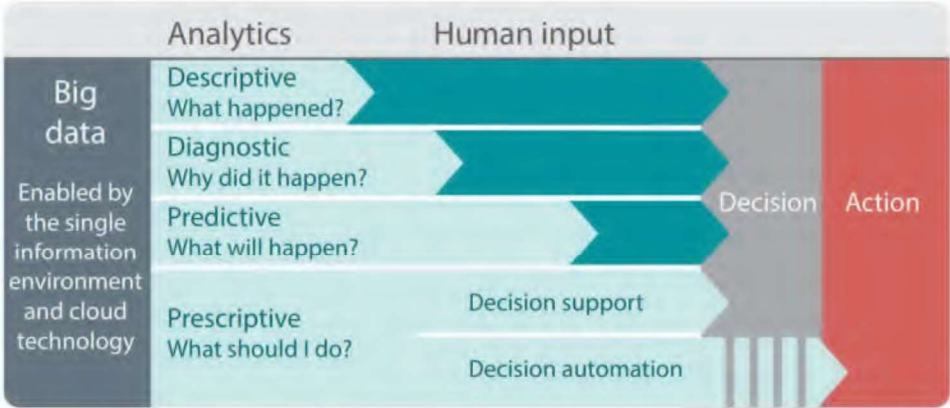 Analytics
Human input
Big
data
Enabled by
the single
information
environment
and cloud
technology
Descriptive
What happened?
Diagnostic
Why did it happen?
Predictive
What will happen?
Prescriptive
What should I do?
Decision support
Decision automation
Decision
Action